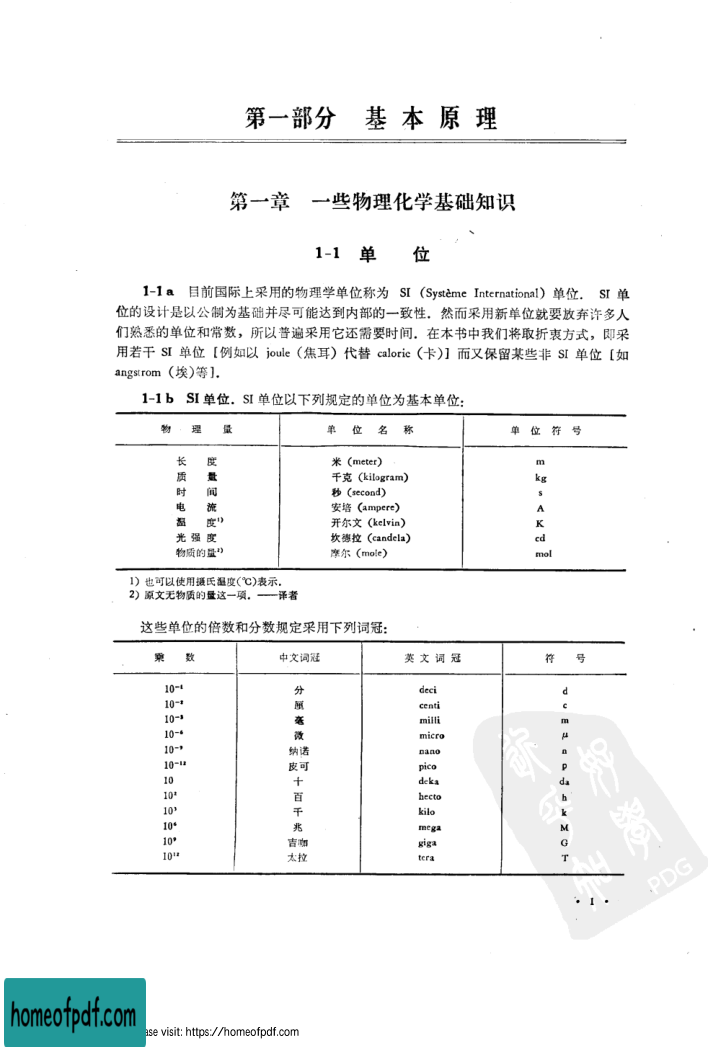 第一部分 基本原理
第一章 一些物理化学基础知识
1-1 单 位
1-1a 目前国际上采用的物理学单位称为 SI (Système International) 单位. SI 单
位的设计是以公制为基础并尽可能达到内部的一致性. 然而采用新单位就要放弃许多人
们熟悉的单位和常数, 所以普遍采用它还需要时间. 在本书中我们将取折衷方式, 即采
用若干 SI 单位 [例如以 joule (焦耳) 代替 calorie (卡)] 而又保留某些非 SI 单位 [如
angstrom (埃)等].
1-1b SI单位. SI 单位以下列规定的单位为基本单位:
物理量 单位名称 单位符号
长度 米 (meter) m
质量 千克 (kilogram) kg
时间 秒 (second) s
电流 安培 (ampere) A
温度¹⁾ 开尔文 (kelvin) K
光强度 坎德拉 (candela) cd
物质的量²⁾ 摩尔 (mole) mol
1) 也可以使用摄氏温度(℃)表示.
2) 原文无物质的量这一项. ——译者
这些单位的倍数和分数规定采用下列词冠:
乘数 中文词冠 英文词冠 符号
10⁻¹ 分 deci d
10⁻² 厘 centi c
10⁻³ 毫 milli m
10⁻⁶ 微 micro μ
10⁻⁹ 纳诺 nano n
10⁻¹² 皮可 pico p
10 十 deka da
10² 百 hecto h
10³ 千 kilo k
10⁶ 兆 mega M
10⁹ 吉咖 giga G
10¹² 太拉 tera T
PDG
• 1 •
homeofpdf.com
ase visit: https://homeofpdf.com